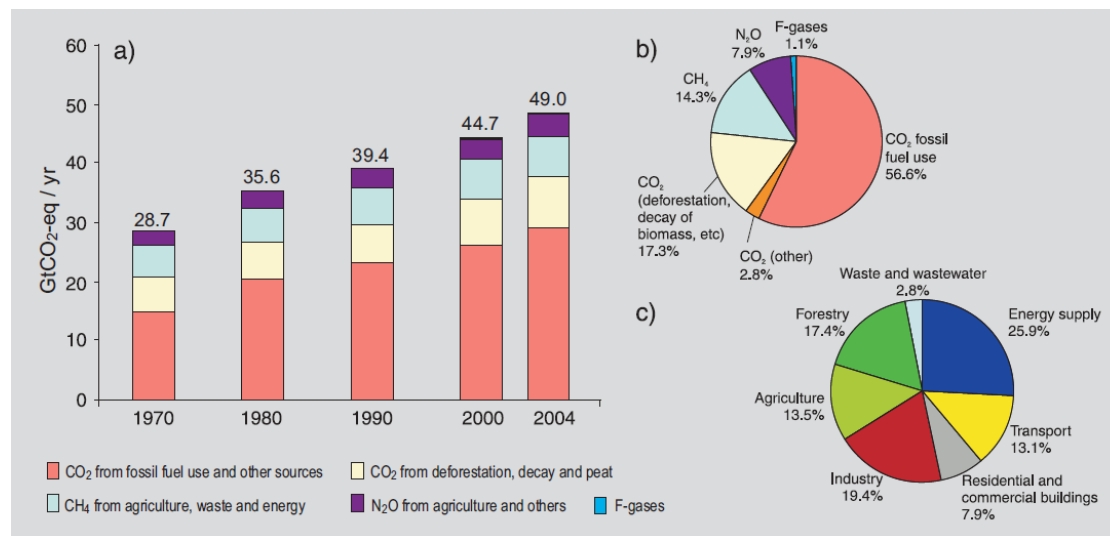 a)
GtCO₂-eq / yr
60
50
40
30
20
10
0
28.7
35.6
39.4
44.7
49.0
1970
1980
1990
2000
2004
CO₂ from fossil fuel use and other sources
CO₂ from deforestation, decay and peat
CH₄ from agriculture, waste and energy
N₂O from agriculture and others
F-gases
b)
F-gases
1.1%
N₂O
7.9%
CH₄
14.3%
CO₂ fossil
fuel use
56.6%
CO₂
(deforestation,
decay of
biomass, etc)
17.3%
CO₂ (other)
2.8%
c)
Waste and wastewater
2.8%
Forestry
17.4%
Energy supply
25.9%
Agriculture
13.5%
Transport
13.1%
Industry
19.4%
Residential and
commercial buildings
7.9%